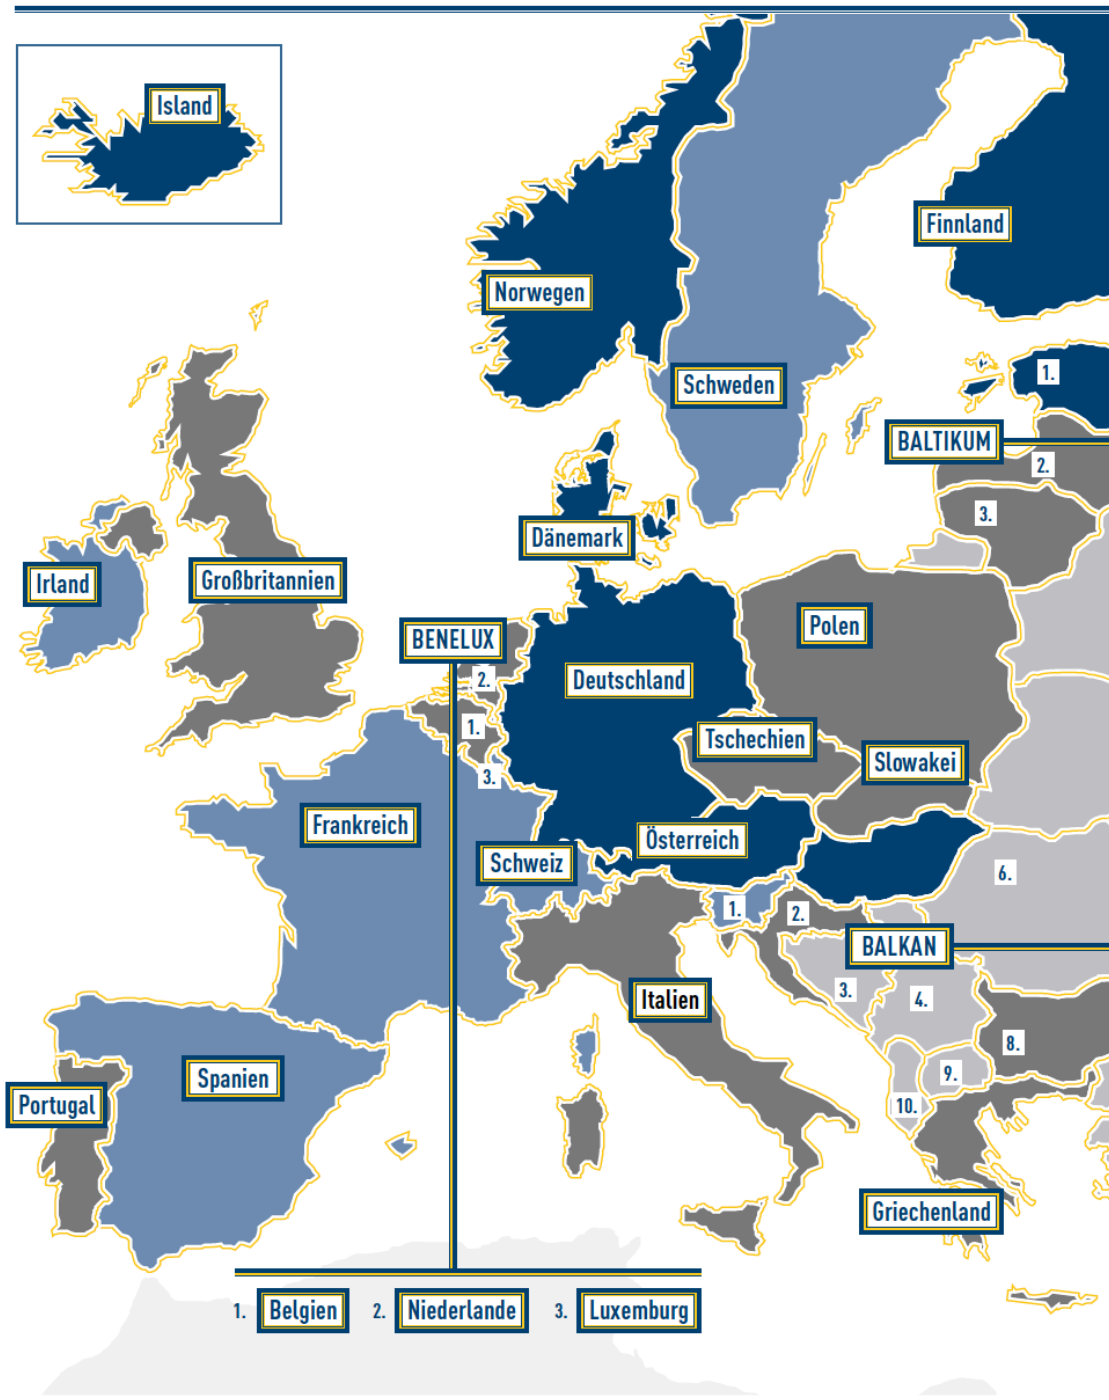 Island
Finnland
Norwegen
Schweden
1.
BALTIKUM
2.
3.
Dänemark
Irland
Großbritannien
Polen
BENELUX
2.
Deutschland
1.
Tschechien
Slowakei
3.
Frankreich
Österreich
Schweiz
6.
1.
2.
BALKAN
3.
4.
Italien
8.
9.
Spanien
Portugal
10.
Griechenland
1. Belgien 2. Niederlande 3. Luxemburg